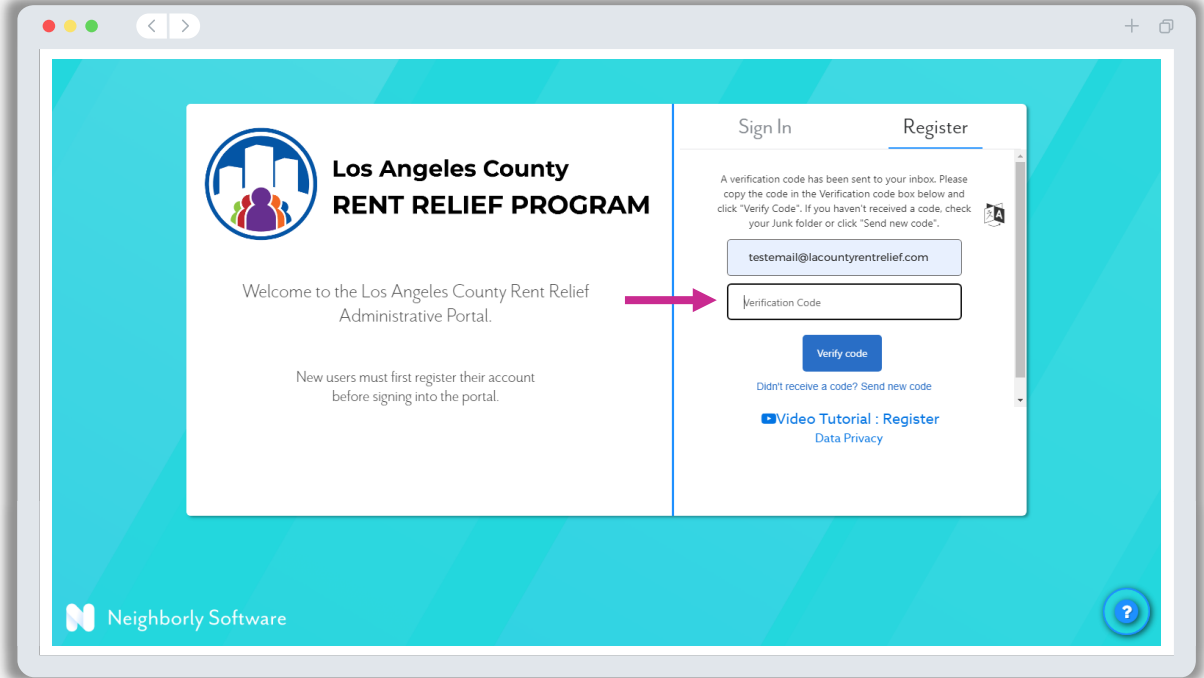 Los Angeles County
RENT RELIEF PROGRAM
Welcome to the Los Angeles County Rent Relief
Administrative Portal.
New users must first register their account
before signing into the portal.
Sign In
Register
A verification code has been sent to your inbox. Please
copy the code in the Verification code box below and
click "Verify Code". If you haven't received a code, check
your Junk folder or click "Send new code".
testemail@lacountyrentrelief.com
Verification Code
Verify code
Didn't receive a code? Send new code
Video Tutorial : Register
Data Privacy
Neighborly Software
?